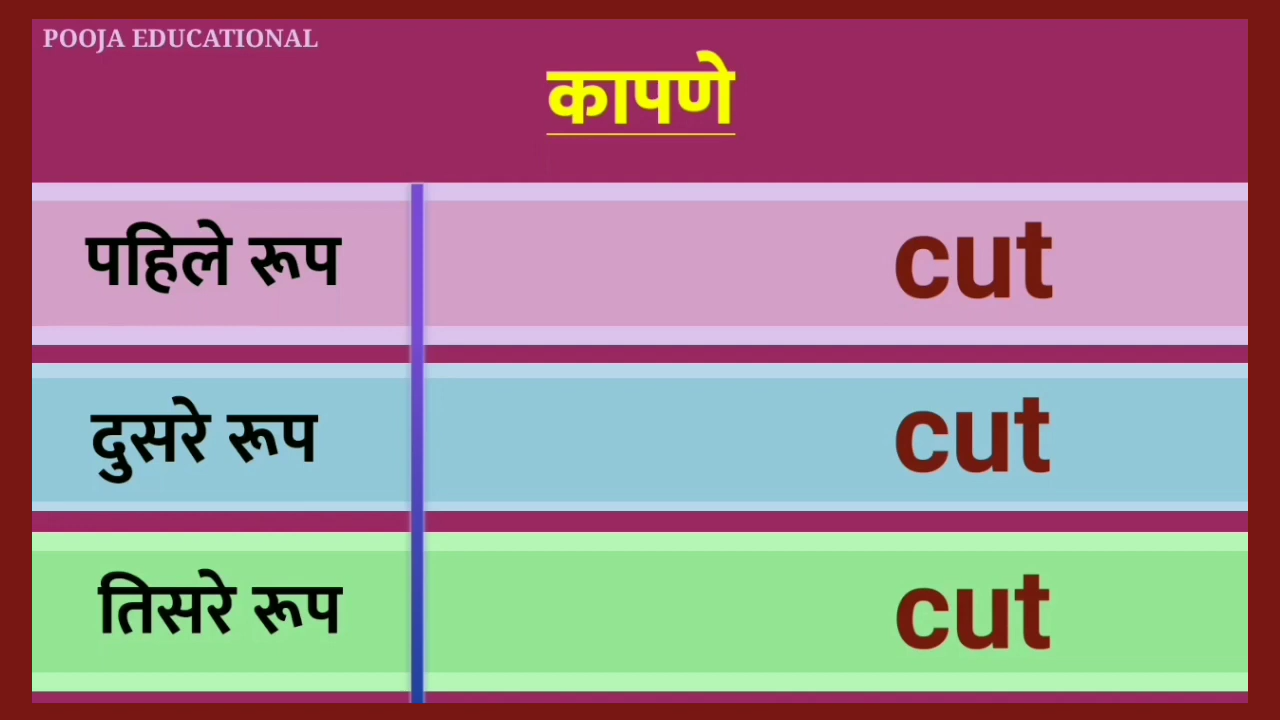 POOJA EDUCATIONAL
कापणे
पहिले रूप cut
दुसरे रूप cut
तिसरे रूप cut